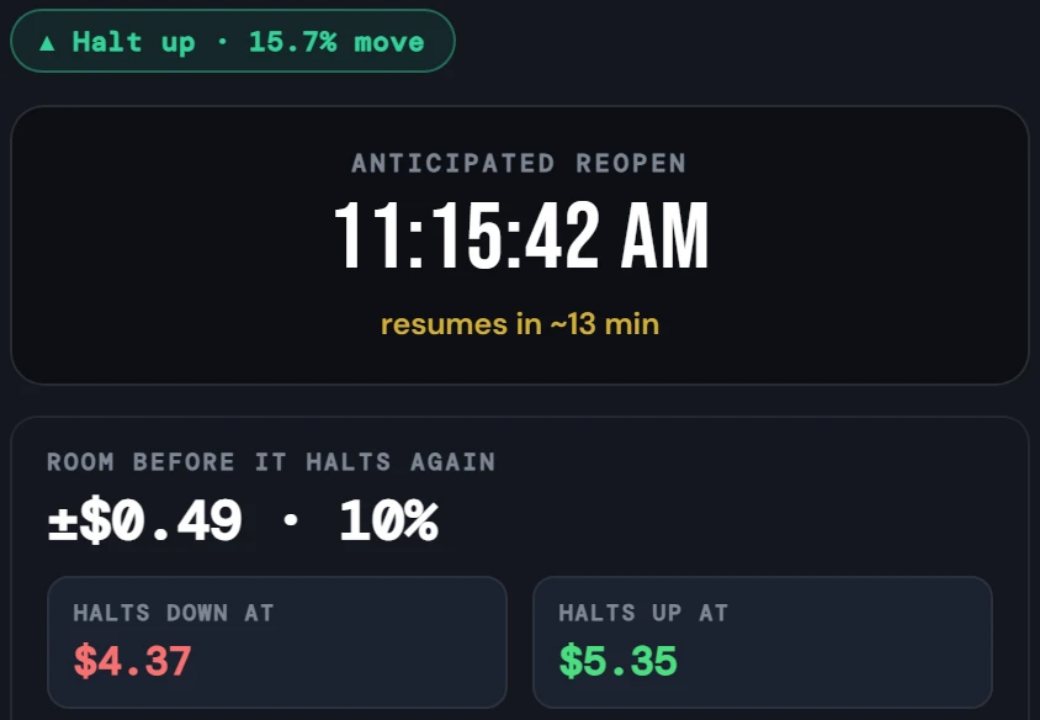 ▲ Halt up · 15.7% move
ANTICIPATED REOPEN
11:15:42 AM
resumes in ~13 min
ROOM BEFORE IT HALTS AGAIN
±$0.49 · 10%
HALTS DOWN AT
$4.37
HALTS UP AT
$5.35